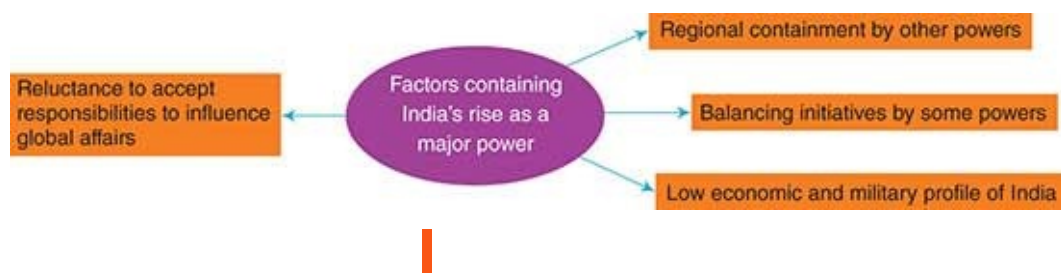 Regional containment by other powers
Reluctance to accept
responsibilities to influence
global affairs
Factors containing
India's rise as a
major power
Balancing initiatives by some powers
Low economic and military profile of India